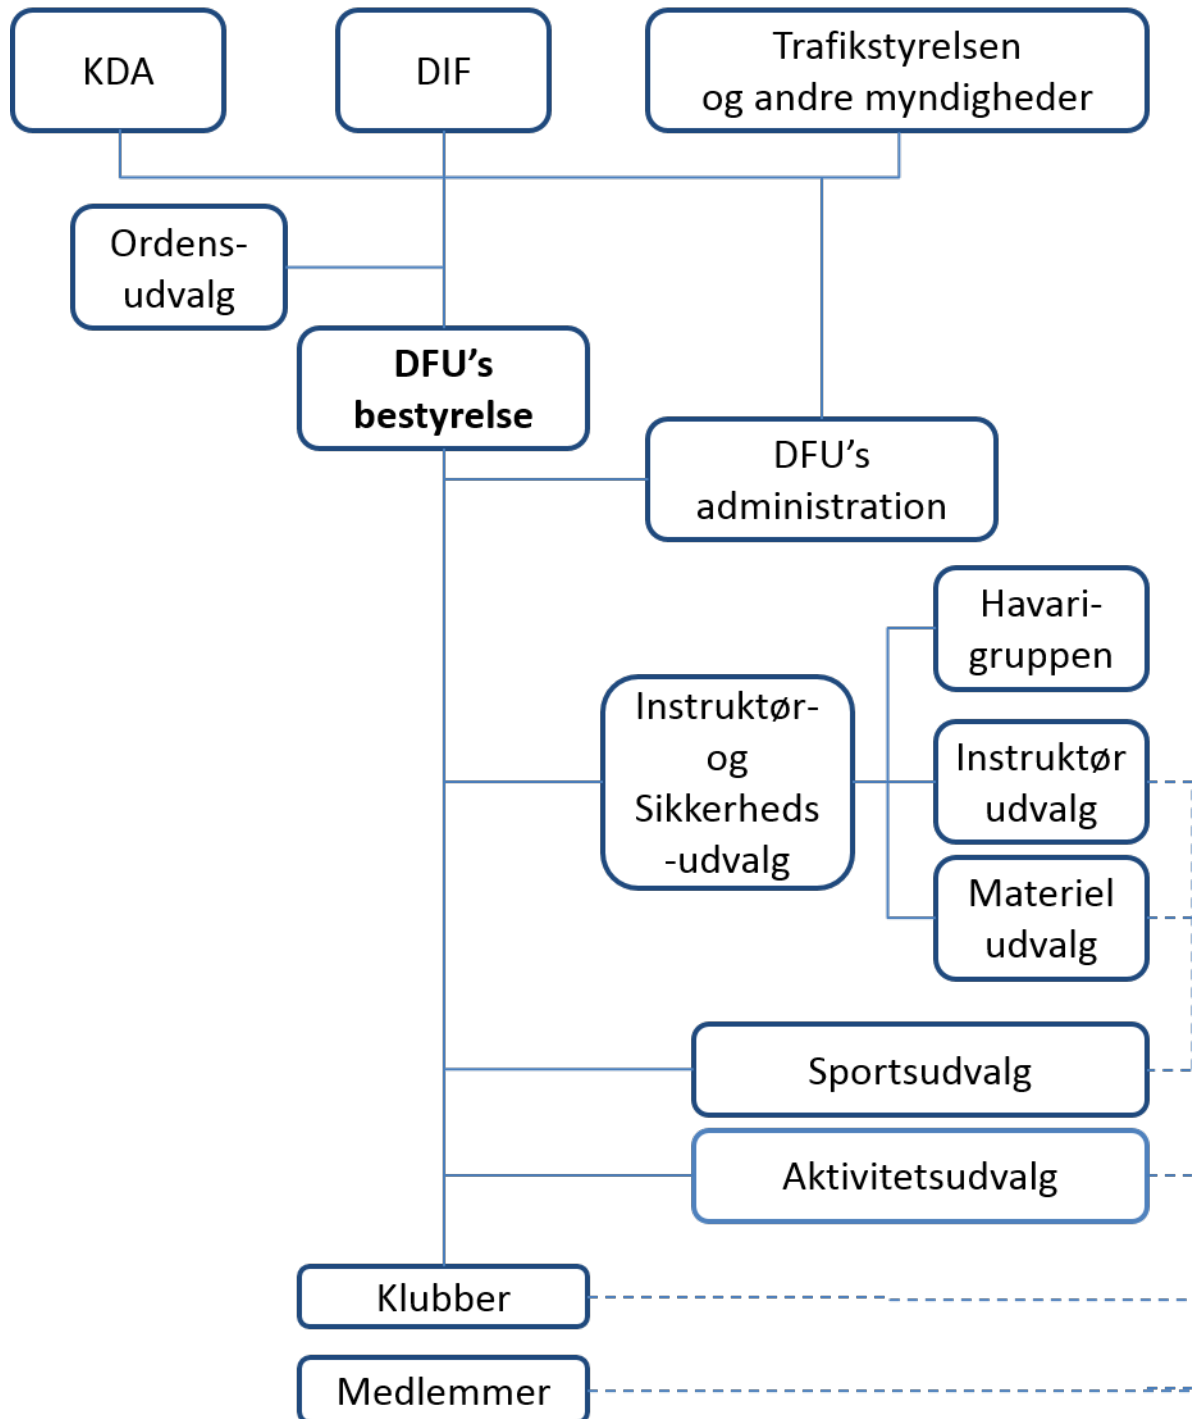 KDA
DIF
Trafikstyrelsen
og andre myndigheder
Ordens-
udvalg
DFU’s
bestyrelse
DFU’s
administration
Havari-
gruppen
Instruktør-
og
Sikkerheds
-udvalg
Instruktør
udvalg
Materiel
udvalg
Sportsudvalg
Aktivitetsudvalg
Klubber
Medlemmer